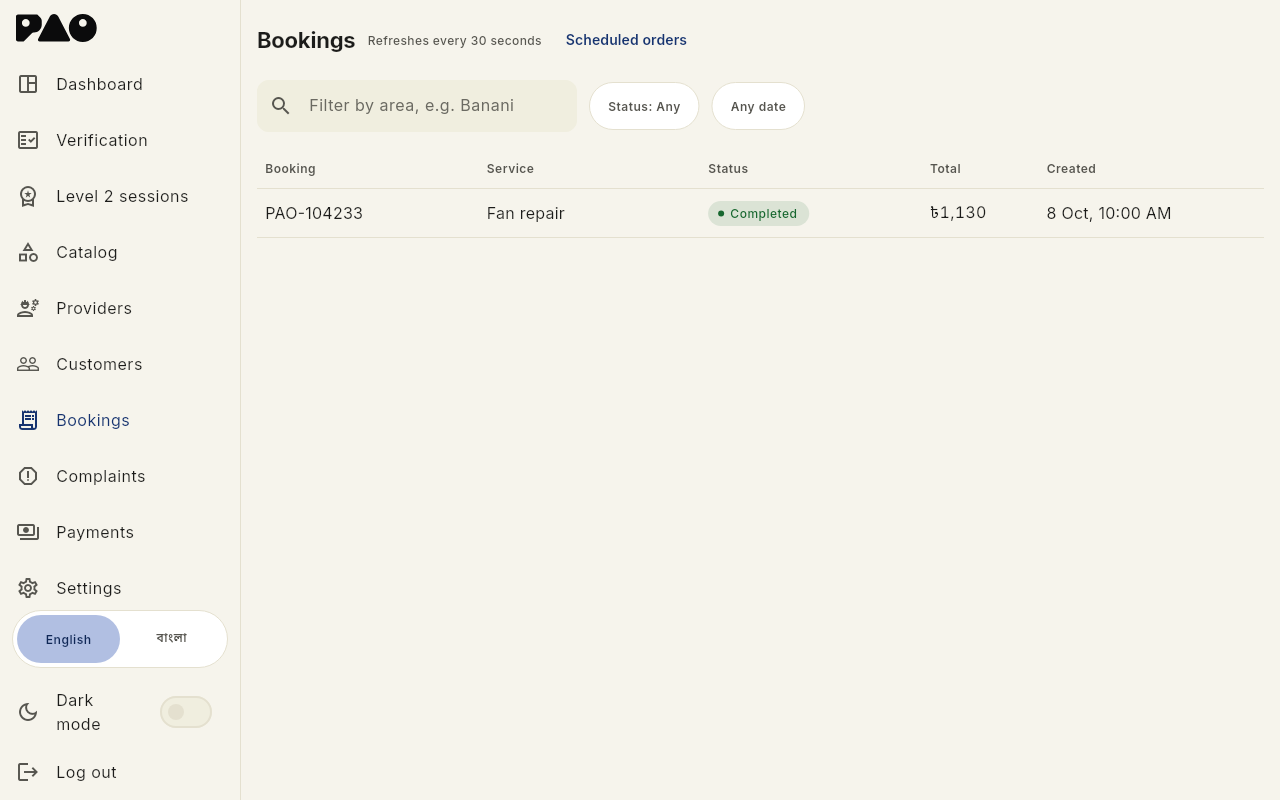 PAO
Dashboard
Verification
Level 2 sessions
Catalog
Providers
Customers
Bookings
Complaints
Payments
Settings
English
বাংলা
Dark
mode
Log out
Bookings Refreshes every 30 seconds Scheduled orders
Filter by area, e.g. Banani Status: Any Any date
Booking Service Status Total Created
PAO-104233 Fan repair Completed ৳1,130 8 Oct, 10:00 AM